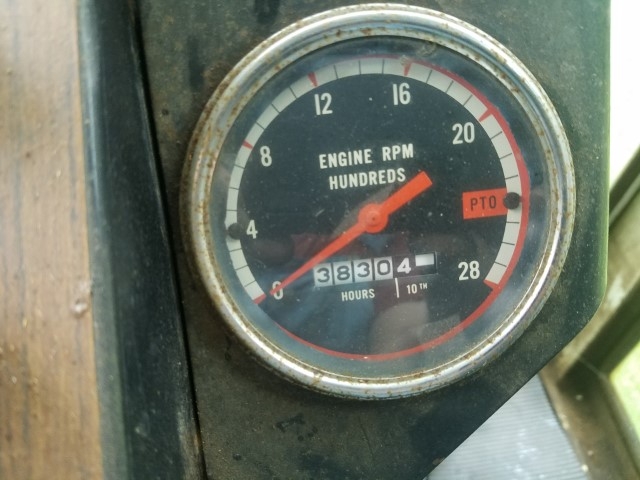 12
16
8
20
ENGINE RPM
HUNDREDS
PTO
4
0
28
38304
HOURS 10TH